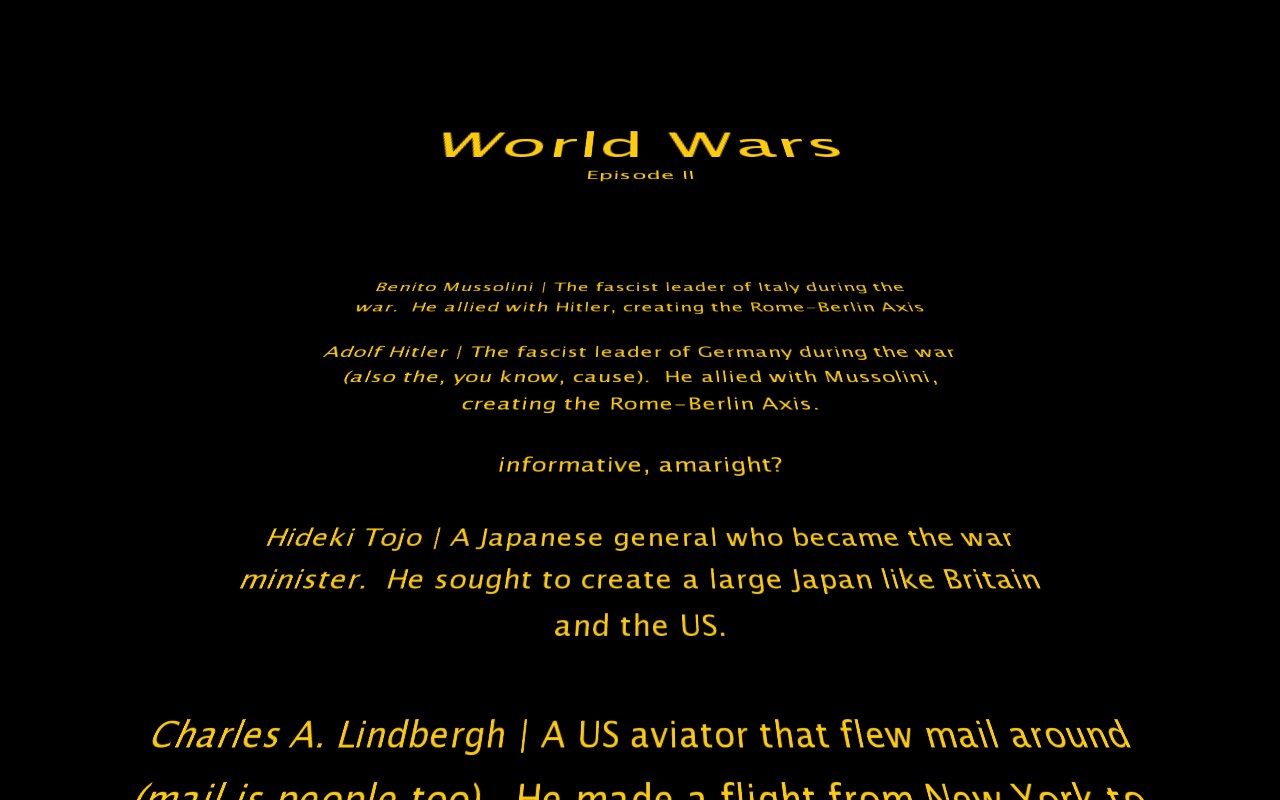 World Wars
Episode II
Benito Mussolini | The fascist leader of Italy during the
war.  He allied with Hitler, creating the Rome-Berlin Axis
Adolf Hitler | The fascist leader of Germany during the war
(also the, you know, cause).  He allied with Mussolini,
creating the Rome-Berlin Axis.
informative, amaright?
Hideki Tojo | A Japanese general who became the war
minister.  He sought to create a large Japan like Britain
and the US.
Charles A. Lindbergh | A US aviator that flew mail around
(mail is people too).  He made a flight from New York to